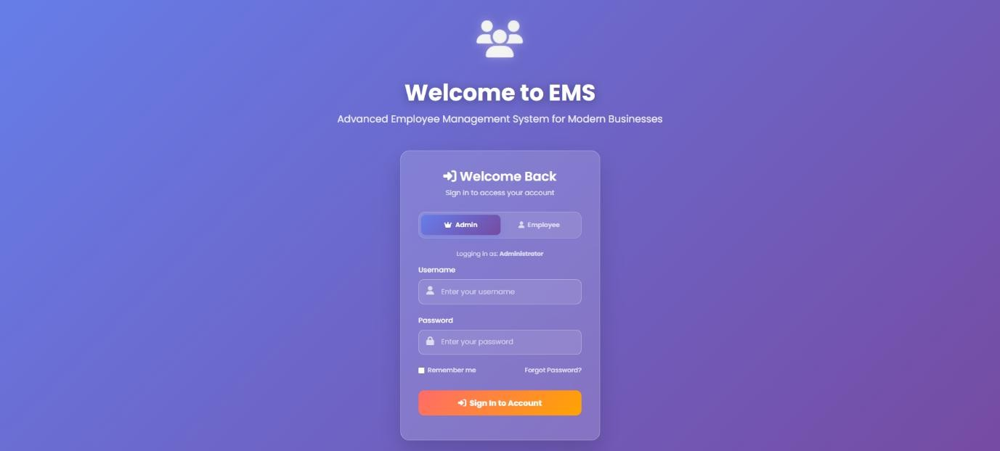 Welcome to EMS
Advanced Employee Management System for Modern Businesses
Welcome Back
Sign in to access your account
Admin
Employee
Logging in as: Administrator
Username
Enter your username
Password
Enter your password
Remember me
Forgot Password?
Sign In to Account